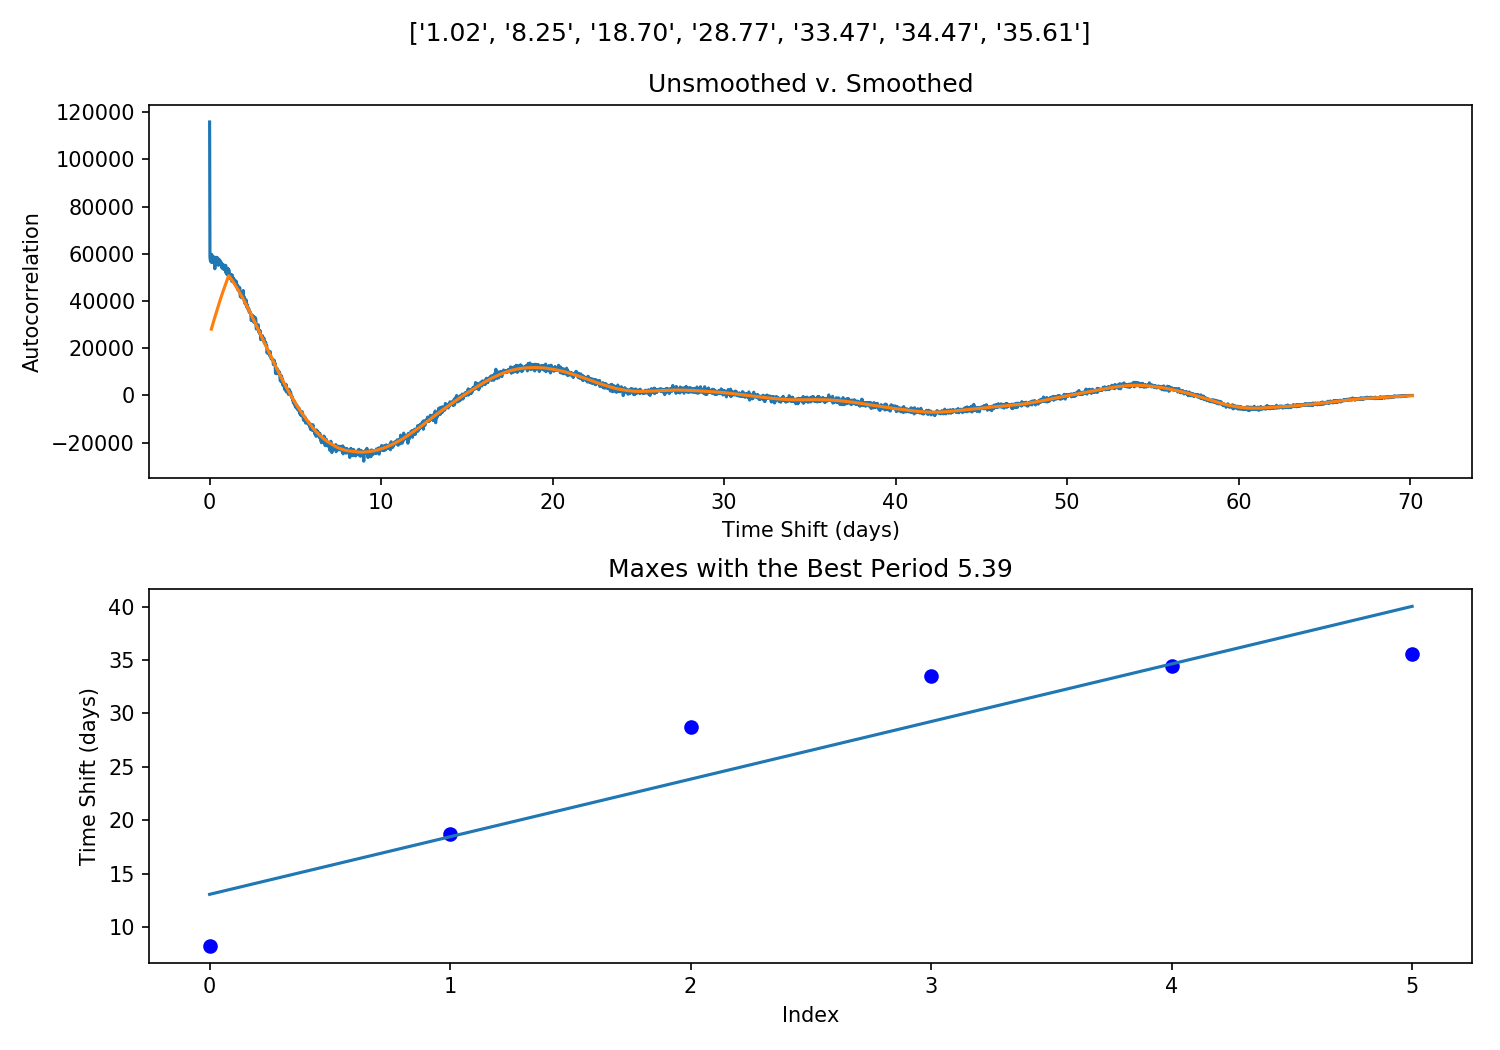 ['1.02', '8.25', '18.70', '28.77', '33.47', '34.47', '35.61']
Unsmoothed v. Smoothed
120000
100000
80000
60000
40000
20000
0
−20000
Autocorrelation
0 10 20 30 40 50 60 70
Time Shift (days)
Maxes with the Best Period 5.39
40
35
30
25
20
15
10
Time Shift (days)
0 1 2 3 4 5
Index